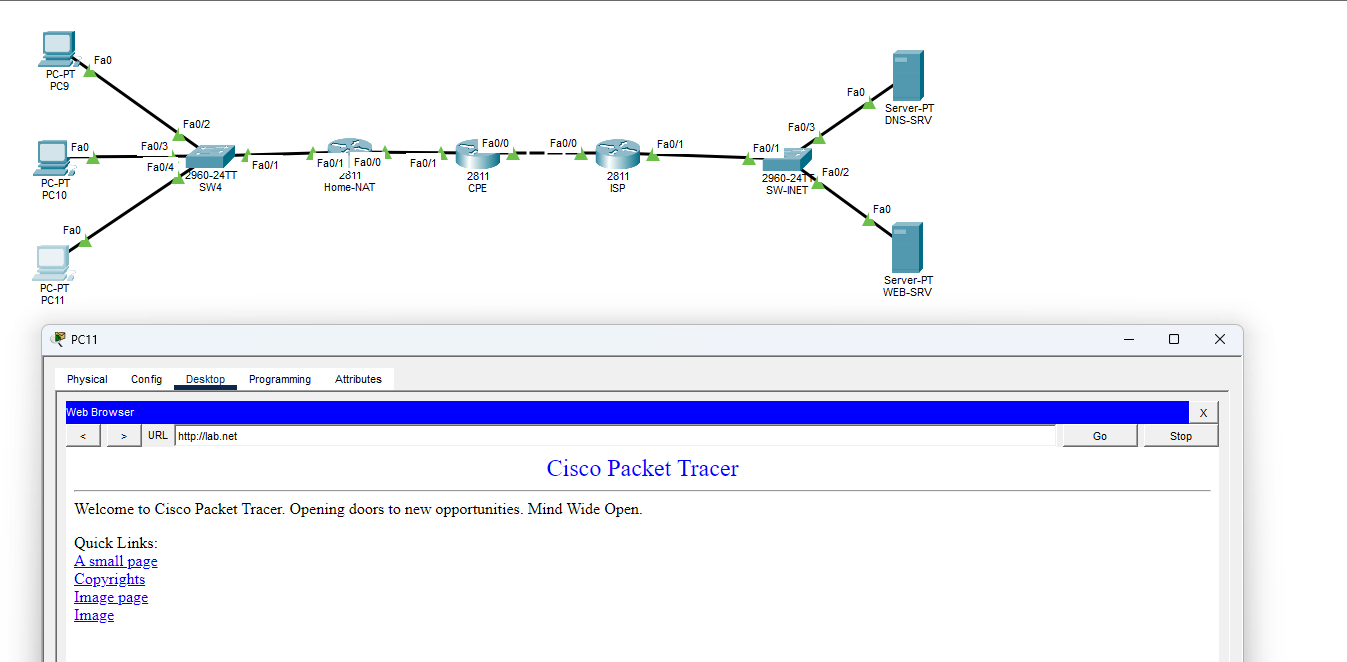 Fa0
PC-PT
PC9
Fa0/2
Fa0
PC-PT
PC10
Fa0/3
Fa0/4
2960-24TT
SW4
Fa0/1
Fa0
PC-PT
PC11
Fa0/1
Fa0/0
2811
Home-NAT
Fa0/1
Fa0/0
2811
CPE
Fa0/0
2811
ISP
Fa0/1
Fa0/1
2960-24TT
SW-INET
Fa0/3
Fa0/2
Fa0
Server-PT
DNS-SRV
Fa0
Server-PT
WEB-SRV
PC11
Physical Config Desktop Programming Attributes
Web Browser X
< > URL http://lab.net Go Stop
Cisco Packet Tracer
Welcome to Cisco Packet Tracer. Opening doors to new opportunities. Mind Wide Open.
Quick Links:
A small page
Copyrights
Image page
Image